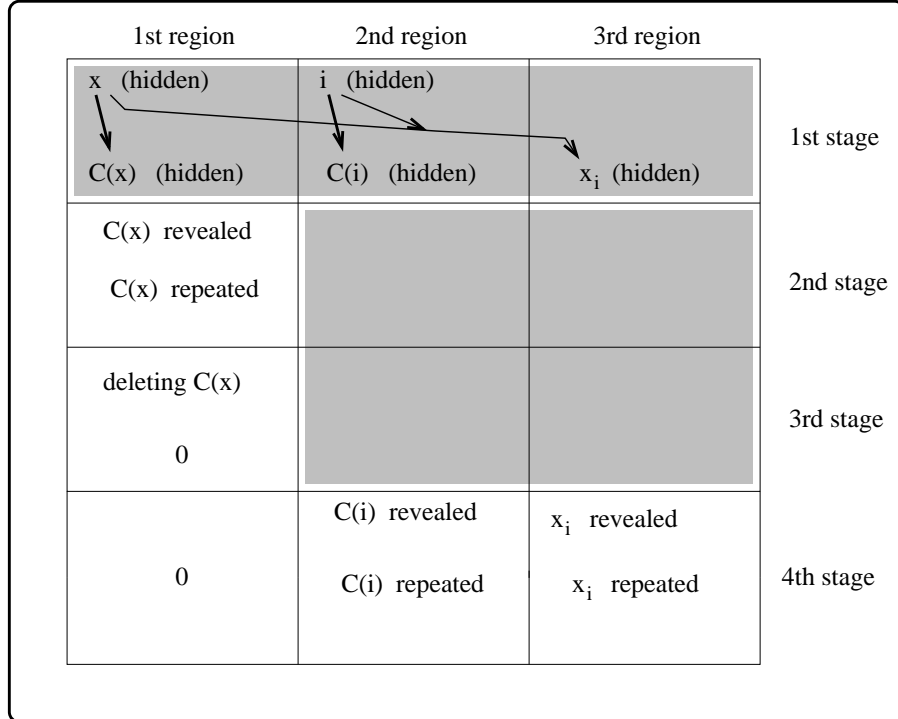 1st region 2nd region 3rd region
x (hidden) i (hidden)
1st stage
C(x) (hidden) C(i) (hidden) x_i (hidden)
C(x) revealed
C(x) repeated 2nd stage
deleting C(x)
3rd stage
0
C(i) revealed x_i revealed
0 C(i) repeated x_i repeated 4th stage